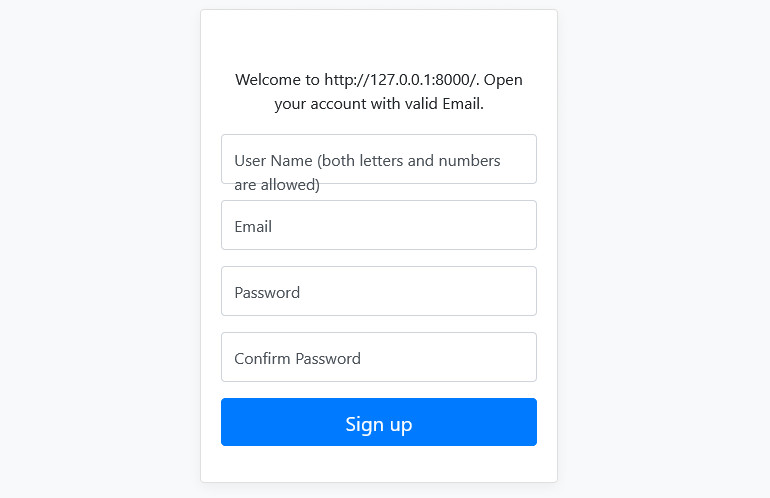 Welcome to http://127.0.0.1:8000/. Open
your account with valid Email.
User Name (both letters and numbers
are allowed)
Email
Password
Confirm Password
Sign up